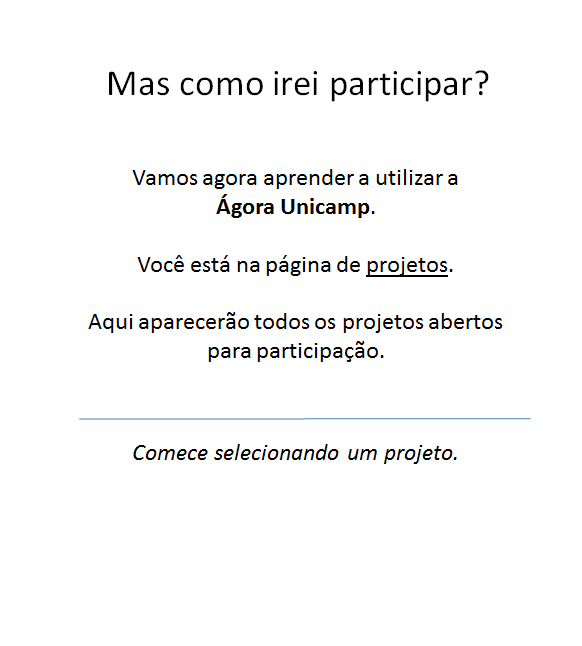 Mas como irei participar?
Vamos agora aprender a utilizar a
Ágora Unicamp.
Você está na página de projetos.
Aqui aparecerão todos os projetos abertos
para participação.
Comece selecionando um projeto.